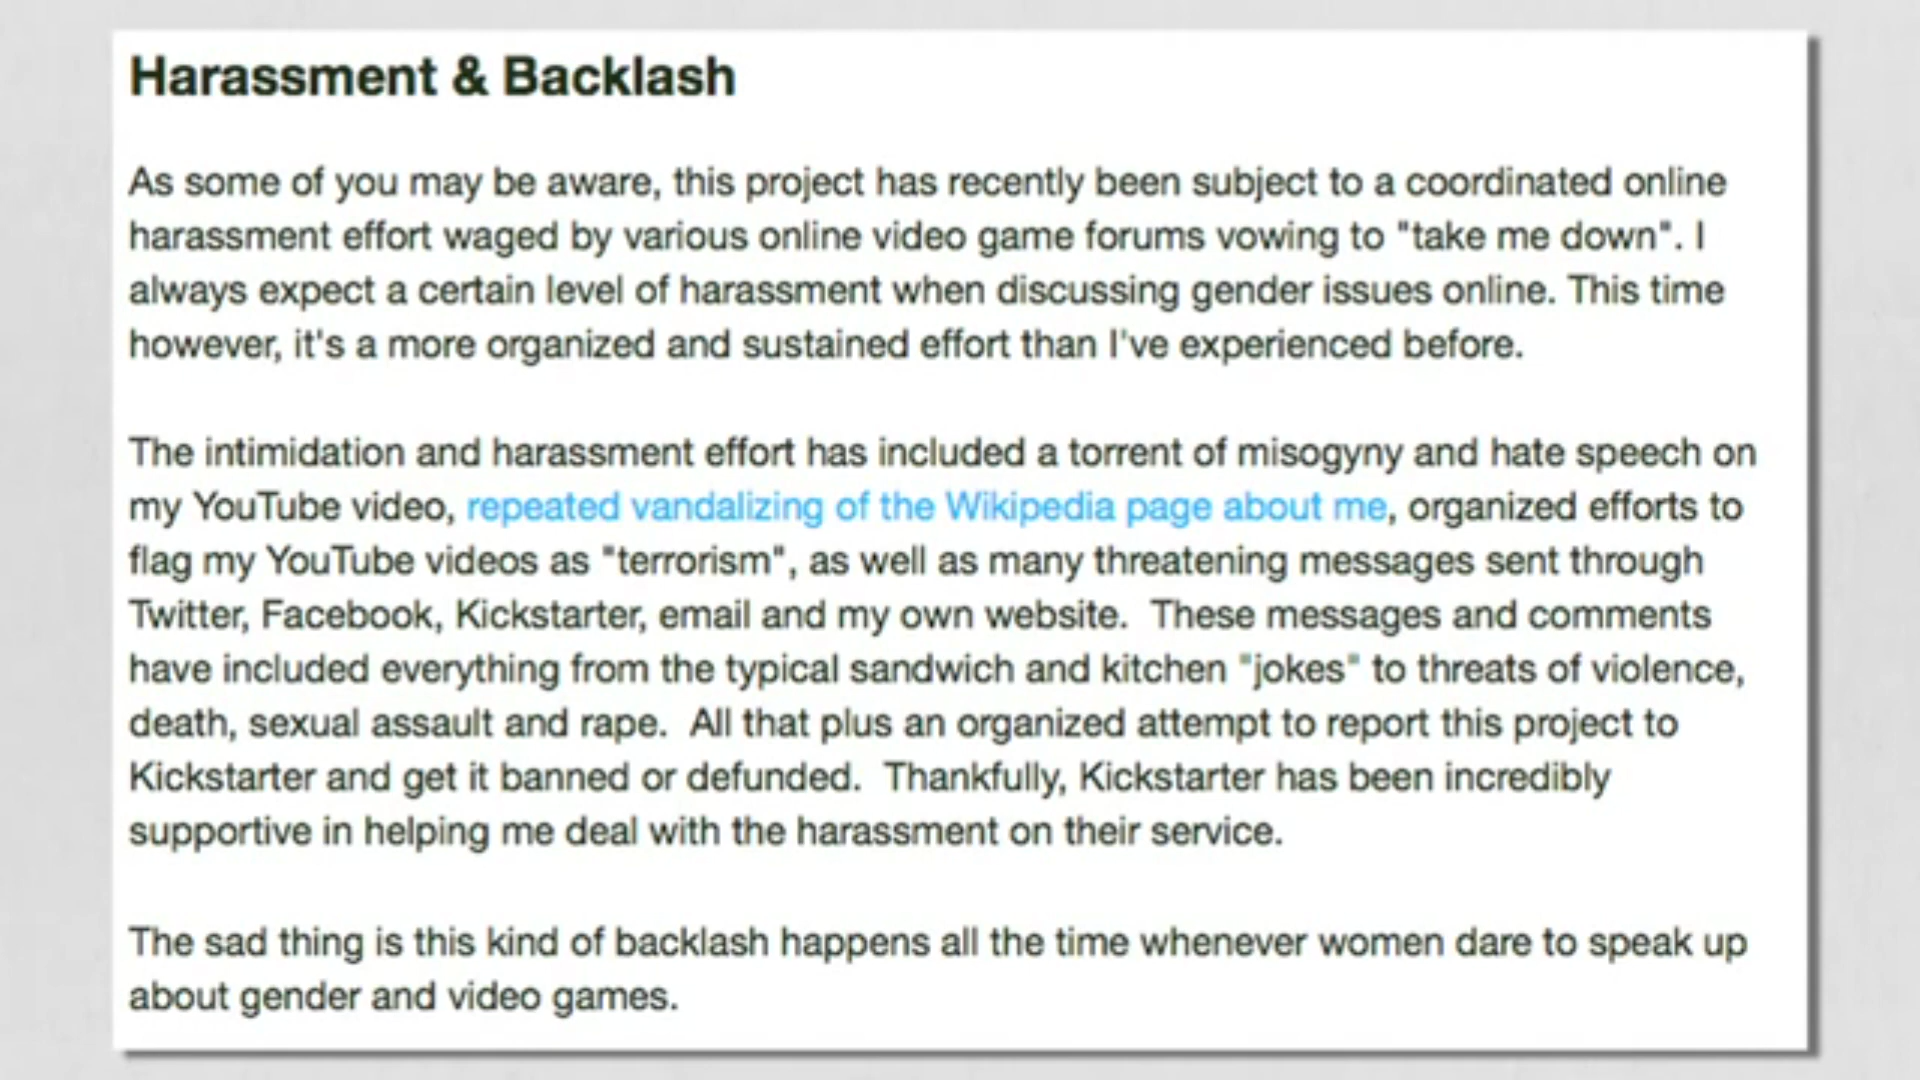 Harassment & Backlash
As some of you may be aware, this project has recently been subject to a coordinated online
harassment effort waged by various online video game forums vowing to "take me down". I
always expect a certain level of harassment when discussing gender issues online. This time
however, it's a more organized and sustained effort than I've experienced before.
The intimidation and harassment effort has included a torrent of misogyny and hate speech on
my YouTube video, repeated vandalizing of the Wikipedia page about me, organized efforts to
flag my YouTube videos as "terrorism", as well as many threatening messages sent through
Twitter, Facebook, Kickstarter, email and my own website.  These messages and comments
have included everything from the typical sandwich and kitchen "jokes" to threats of violence,
death, sexual assault and rape.  All that plus an organized attempt to report this project to
Kickstarter and get it banned or defunded.  Thankfully, Kickstarter has been incredibly
supportive in helping me deal with the harassment on their service.
The sad thing is this kind of backlash happens all the time whenever women dare to speak up
about gender and video games.